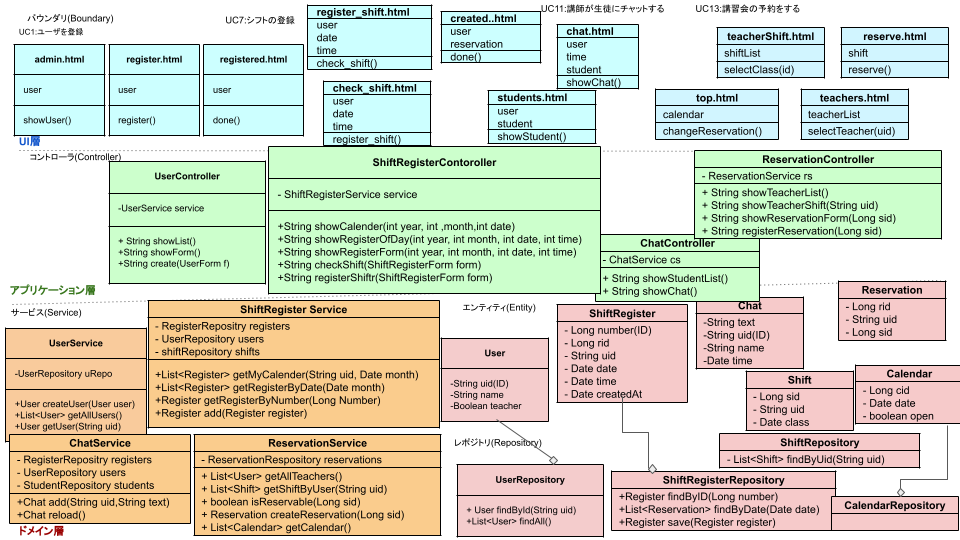 バウンダリ(Boundary)
UC1:ユーザを登録
UC7:シフトの登録
UC11:講師が生徒にチャットする
UC13:講習会の予約をする
admin.html
user
showUser()
register.html
user
register()
registered.html
user
done()
register_shift.html
user
date
time
check_shift()
check_shift.html
user
date
time
register_shift()
created..html
user
reservation
done()
students.html
user
student
showStudent()
chat.html
user
time
student
showChat()
teacherShift.html
shiftList
selectClass(id)
reserve.html
shift
reserve()
top.html
calendar
changeReservation()
teachers.html
teacherList
selectTeacher(uid)
UI層
コントローラ(Controller)
UserController
-UserService service
+ String showList()
+String showForm()
+String create(UserForm f)
ShiftRegisterContoroller
- ShiftRegisterService service
+String showCalender(int year, int ,month,int date)
+String showRegisterOfDay(int year, int month, int date, int time)
+String showRegisterForm(int year, int month, int date, int time)
+String checkShift(ShiftRegisterForm form)
+String registerShiftr(ShiftRegisterForm form)
ReservationController
- ReservationService rs
+ String showTeacherList()
+ String showTeacherShift(String uid)
+ String showReservationForm(Long sid)
+ String registerReservation(Long sid)
ChatController
- ChatService cs
+ String showStudentList()
+ String showChat()
アプリケーション層
サービス(Service)
UserService
-UserRepository uRepo
+User createUser(User user)
+List<User> getAllUsers()
+User getUser(String uid)
ShiftRegister Service
- RegisterRepositry registers
- UserRepository users
- shiftRepository shifts
+List<Register> getMyCalender(String uid, Date month)
+List<Register> getRegisterByDate(Date month)
+Register getRegisterByNumber(Long Number)
+Register add(Register register)
ChatService
- RegisterRepositry registers
- UserRepository users
- StudentRepository students
+Chat add(String uid,String text)
+Chat reload()
ReservationService
- ReservationRespository reservations
+ List<User> getAllTeachers()
+ List<Shift> getShiftByUser(String uid)
+ boolean isReservable(Long sid)
+ Reservation createReservation(Long sid)
+ List<Calendar> getCalendar()
ドメイン層
エンティティ(Entity)
User
-String uid(ID)
-String name
-Boolean teacher
ShiftRegister
- Long number(ID)
- Long rid
- String uid
- Date date
- Date time
- Date createdAt
Chat
-String text
-String uid(ID)
-String name
-Date time
Reservation
- Long rid
- String uid
- Long sid
Shift
- Long sid
- String uid
- Date class
Calendar
- Long cid
- Date date
- boolean open
レポジトリ(Repository)
UserRepository
+ User findById(String uid)
+List<User> findAll()
ShiftRepository
- List<Shift> findByUid(String uid)
ShiftRegisterRepository
+Register findByID(Long number)
+List<Reservation> findByDate(Date date)
+Register save(Register register)
CalendarRepository